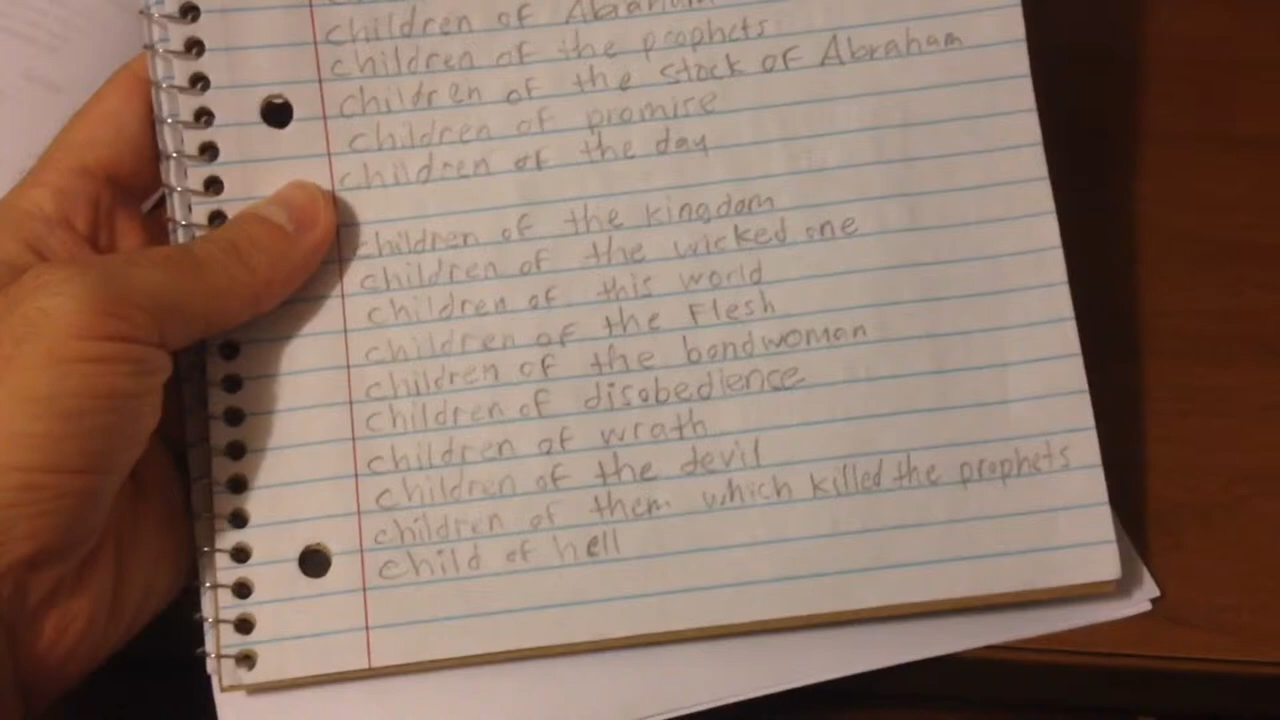 children of Abraham
children of the prophets
children of the stock of Abraham
children of promise
children of the day
children of the kingdom
children of the wicked one
children of this world
children of the Flesh
children of the bondwoman
children of disobedience
children of wrath
children of the devil
children of them which killed the prophets
child of hell